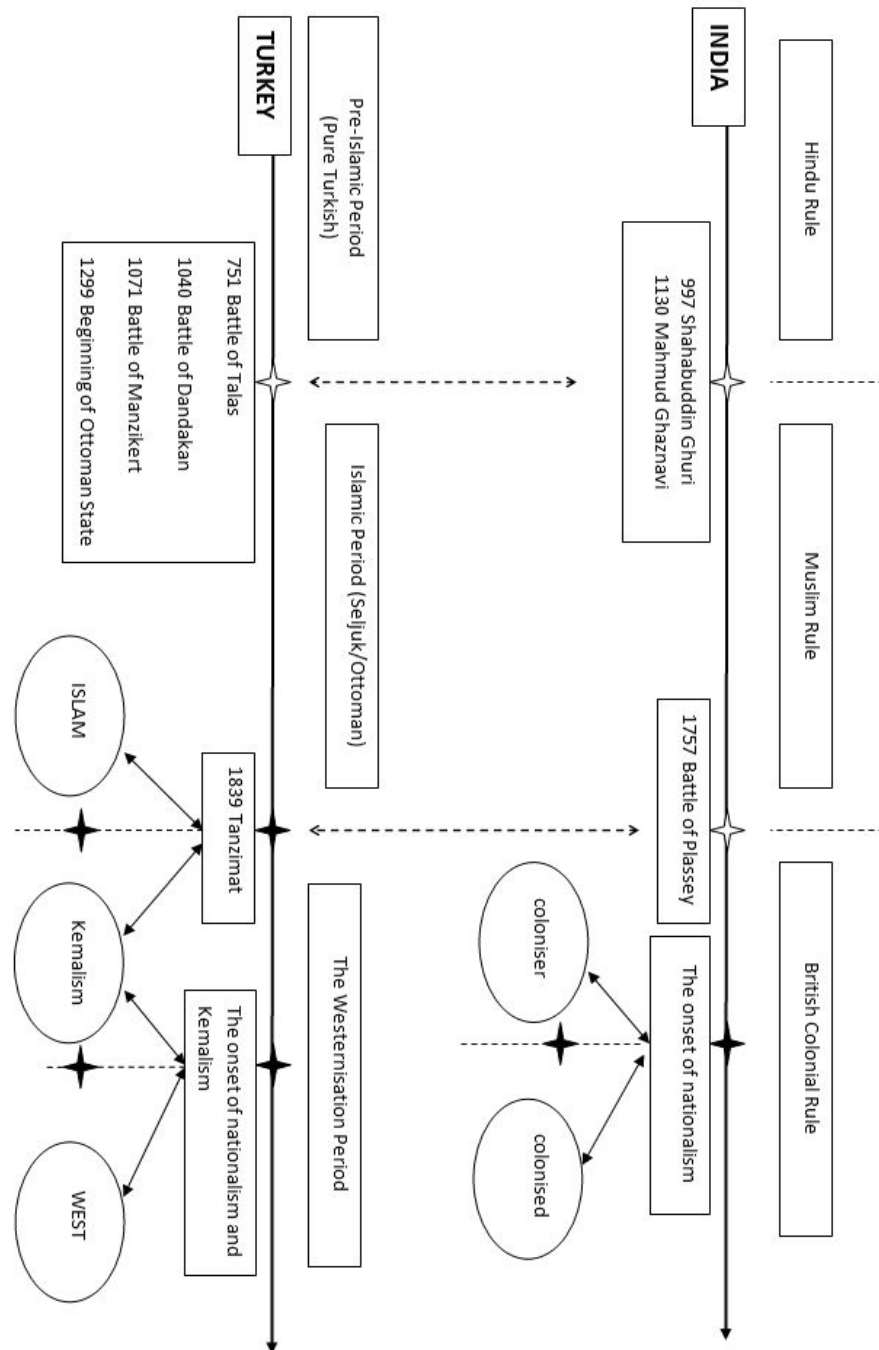 Hindu Rule
Muslim Rule
British Colonial Rule
INDIA
997 Shahabuddin Ghuri
1130 Mahmud Ghaznavi
1757 Battle of Plassey
The onset of nationalism
coloniser
colonised
Pre-Islamic Period
(Pure Turkish)
Islamic Period (Seljuk/Ottoman)
The Westernisation Period
TURKEY
751 Battle of Talas
1040 Battle of Dandakan
1071 Battle of Manzikert
1299 Beginning of Ottoman State
1839 Tanzimat
The onset of nationalism and
Kemalism
ISLAM
Kemalism
WEST